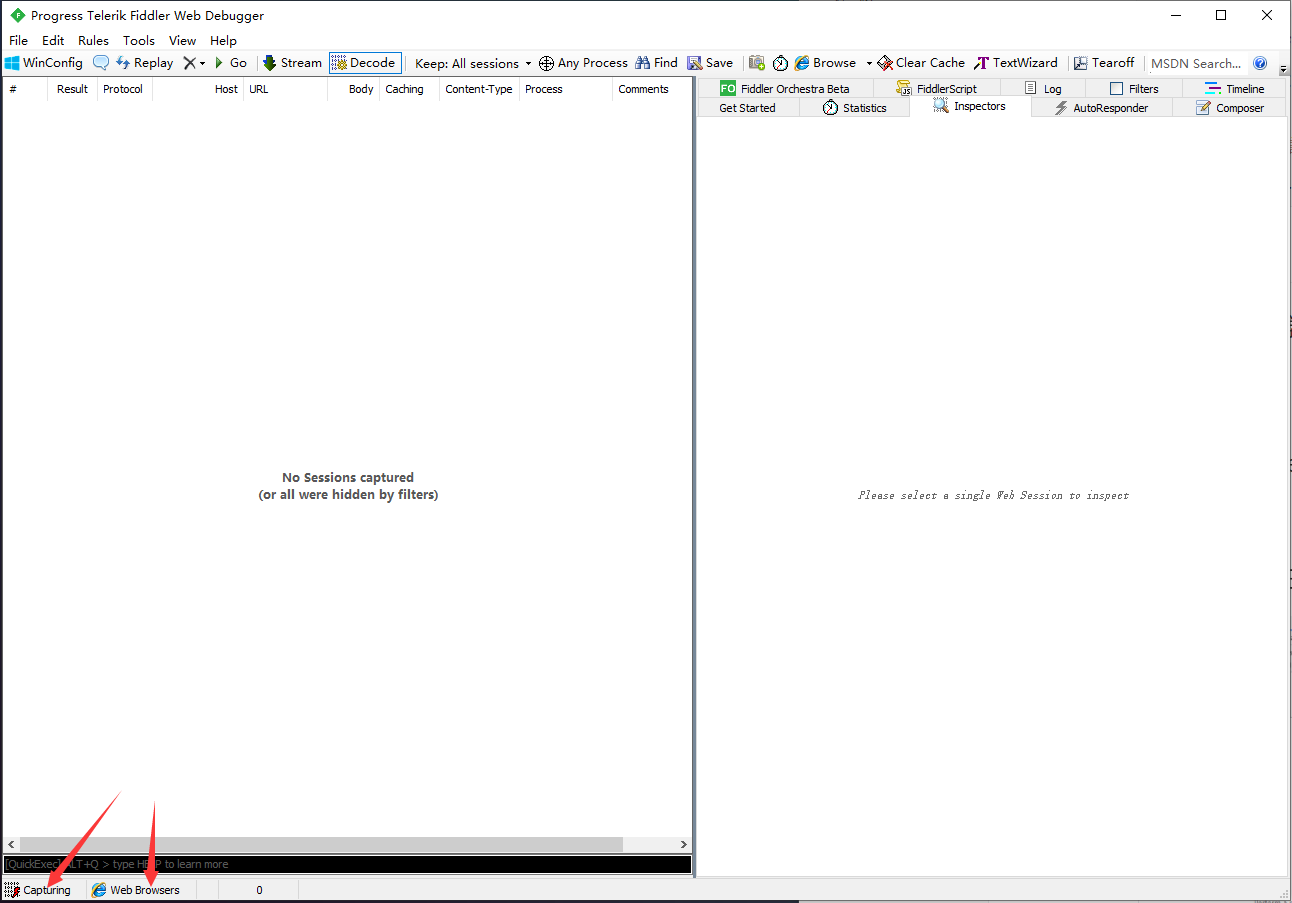 Progress Telerik Fiddler Web Debugger
File Edit Rules Tools View Help
WinConfig Replay Go Stream Decode Keep: All sessions Any Process Find Save Browse Clear Cache TextWizard Tearoff MSDN Search...
# Result Protocol Host URL Body Caching Content-Type Process Comments
FO Fiddler Orchestra Beta FiddlerScript Log Filters Timeline
Get Started Statistics Inspectors AutoResponder Composer
No Sessions captured
(or all were hidden by filters)
Please select a single Web Session to inspect
[QuickExec] ALT+Q > type HELP to learn more
Capturing Web Browsers 0